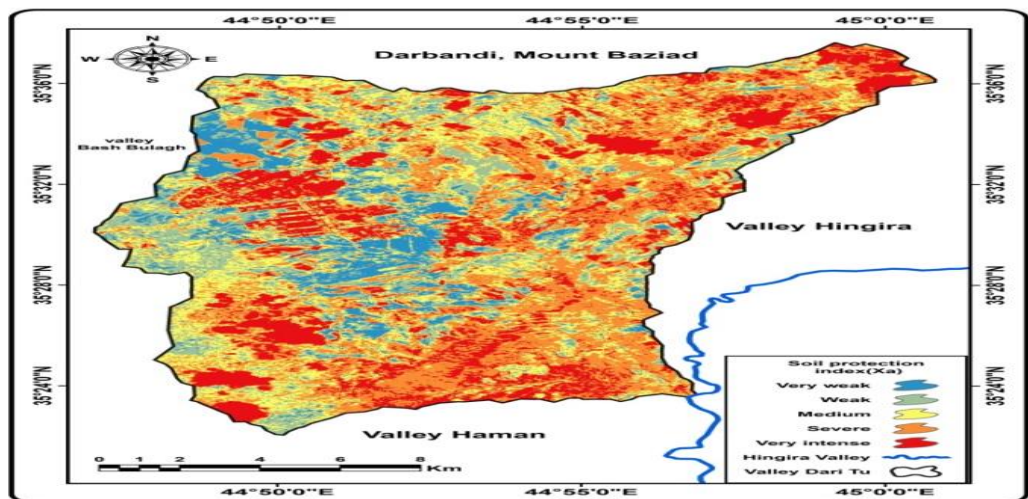 44°50'0"E 44°55'0"E 45°0'0"E
N
W E
S
Darbandi, Mount Baziad
35°36'0"N 35°36'0"N
valley
Bash Bulagh
35°32'0"N 35°32'0"N
Valley Hingira
35°28'0"N 35°28'0"N
Soil protection
index(Xa)
Very weak
Weak
Medium
Severe
Very intense
Hingira Valley
Valley Dari Tu
35°24'0"N 35°24'0"N
Valley Haman
0 1 2 4 6 8
Km
44°50'0"E 44°55'0"E 45°0'0"E